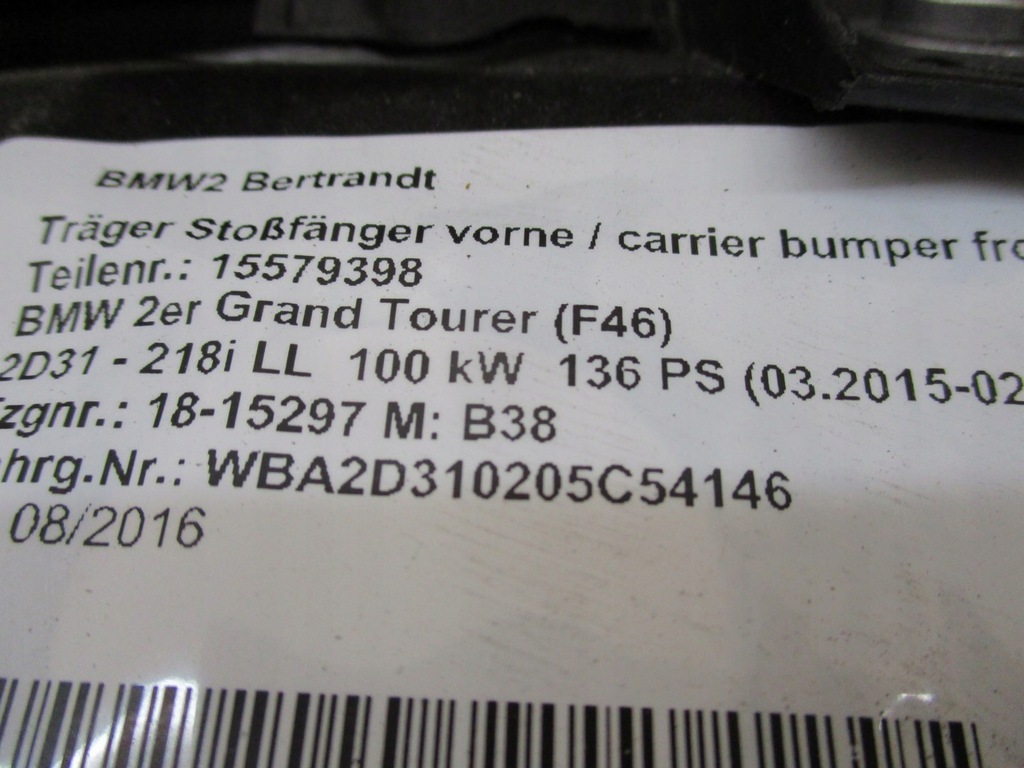 BMW2 Bertrandt
Träger Stoßfänger vorne / carrier bumper fro
Teilenr.: 15579398
BMW 2er Grand Tourer (F46)
2D31 - 218i LL 100 kW 136 PS (03.2015-02
zgnr.: 18-15297 M: B38
hrg.Nr.: WBA2D310205C54146
08/2016